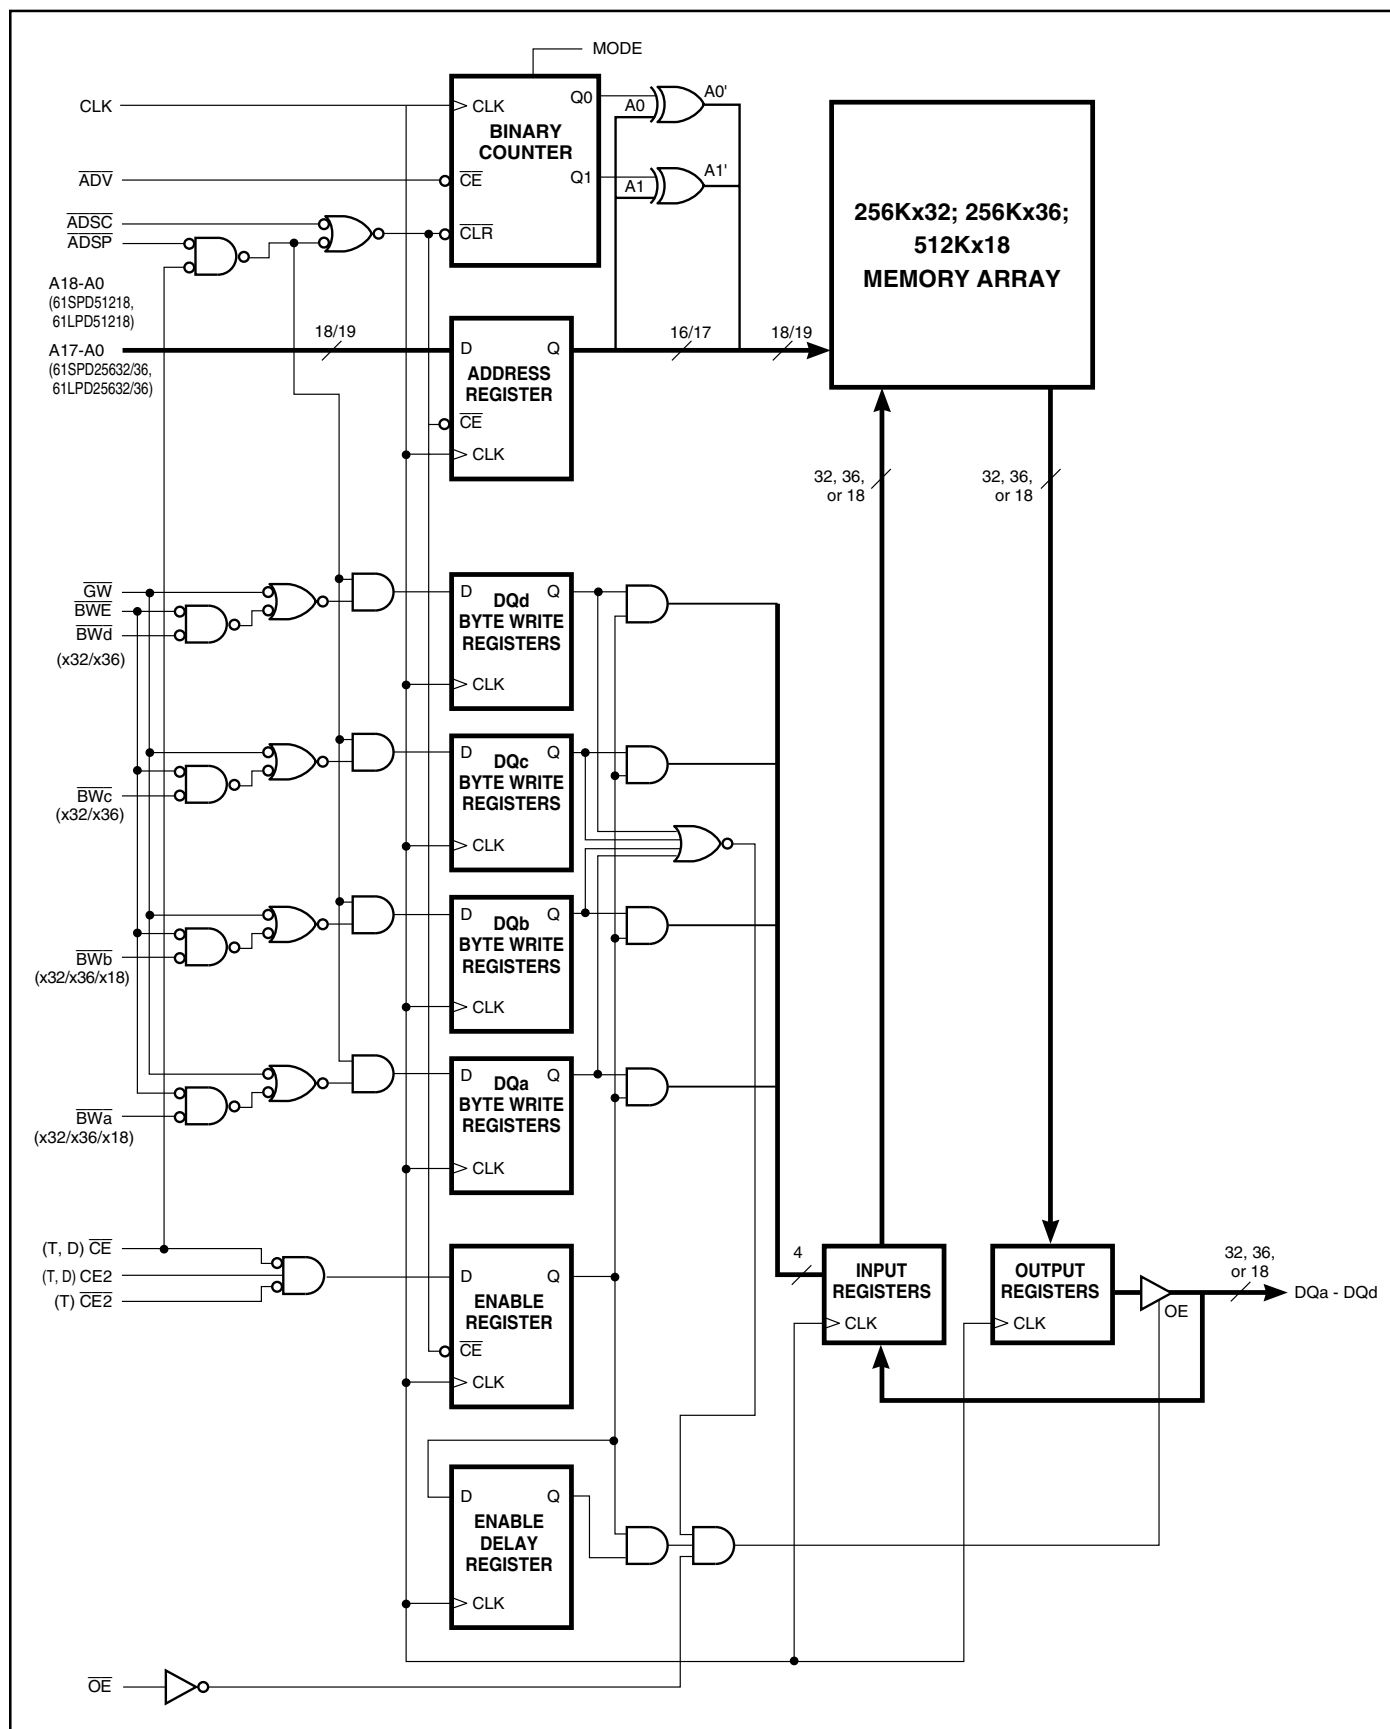 MODE
CLK
CLK
Q0
A0
A0'
BINARY
COUNTER
ADV
CE
Q1
A1
A1'
ADSC
ADSP
CLR
256Kx32; 256Kx36;
512Kx18
MEMORY ARRAY
A18-A0
(61SPD51218,
61LPD51218)
A17-A0
(61SPD25632/36,
61LPD25632/36)
18/19
D
Q
16/17
18/19
ADDRESS
REGISTER
CE
CLK
32, 36,
or 18
32, 36,
or 18
GW
BWE
BWd
(x32/x36)
D
Q
DQd
BYTE WRITE
REGISTERS
CLK
BWc
(x32/x36)
D
Q
DQc
BYTE WRITE
REGISTERS
CLK
BWb
(x32/x36/x18)
D
Q
DQb
BYTE WRITE
REGISTERS
CLK
BWa
(x32/x36/x18)
D
Q
DQa
BYTE WRITE
REGISTERS
CLK
(T, D) CE
(T, D) CE2
(T) CE2
D
Q
ENABLE
REGISTER
CE
CLK
4
INPUT
REGISTERS
CLK
OUTPUT
REGISTERS
CLK
OE
32, 36,
or 18
DQa - DQd
D
Q
ENABLE
DELAY
REGISTER
CLK
OE